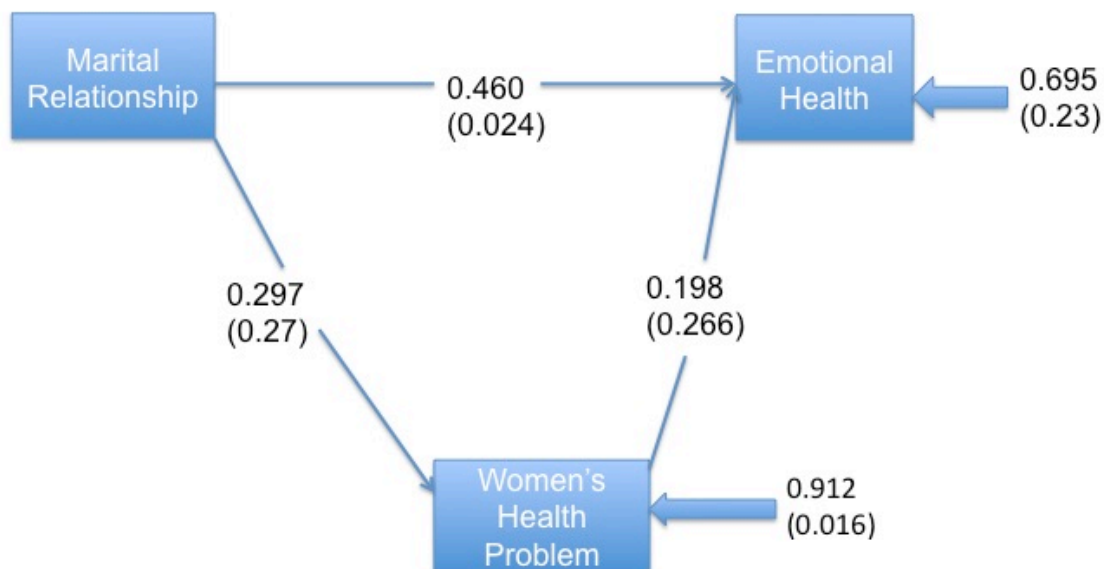 Marital
Relationship
0.460
(0.024)
Emotional
Health
0.695
(0.23)
0.297
(0.27)
0.198
(0.266)
Women’s
Health
Problem
0.912
(0.016)